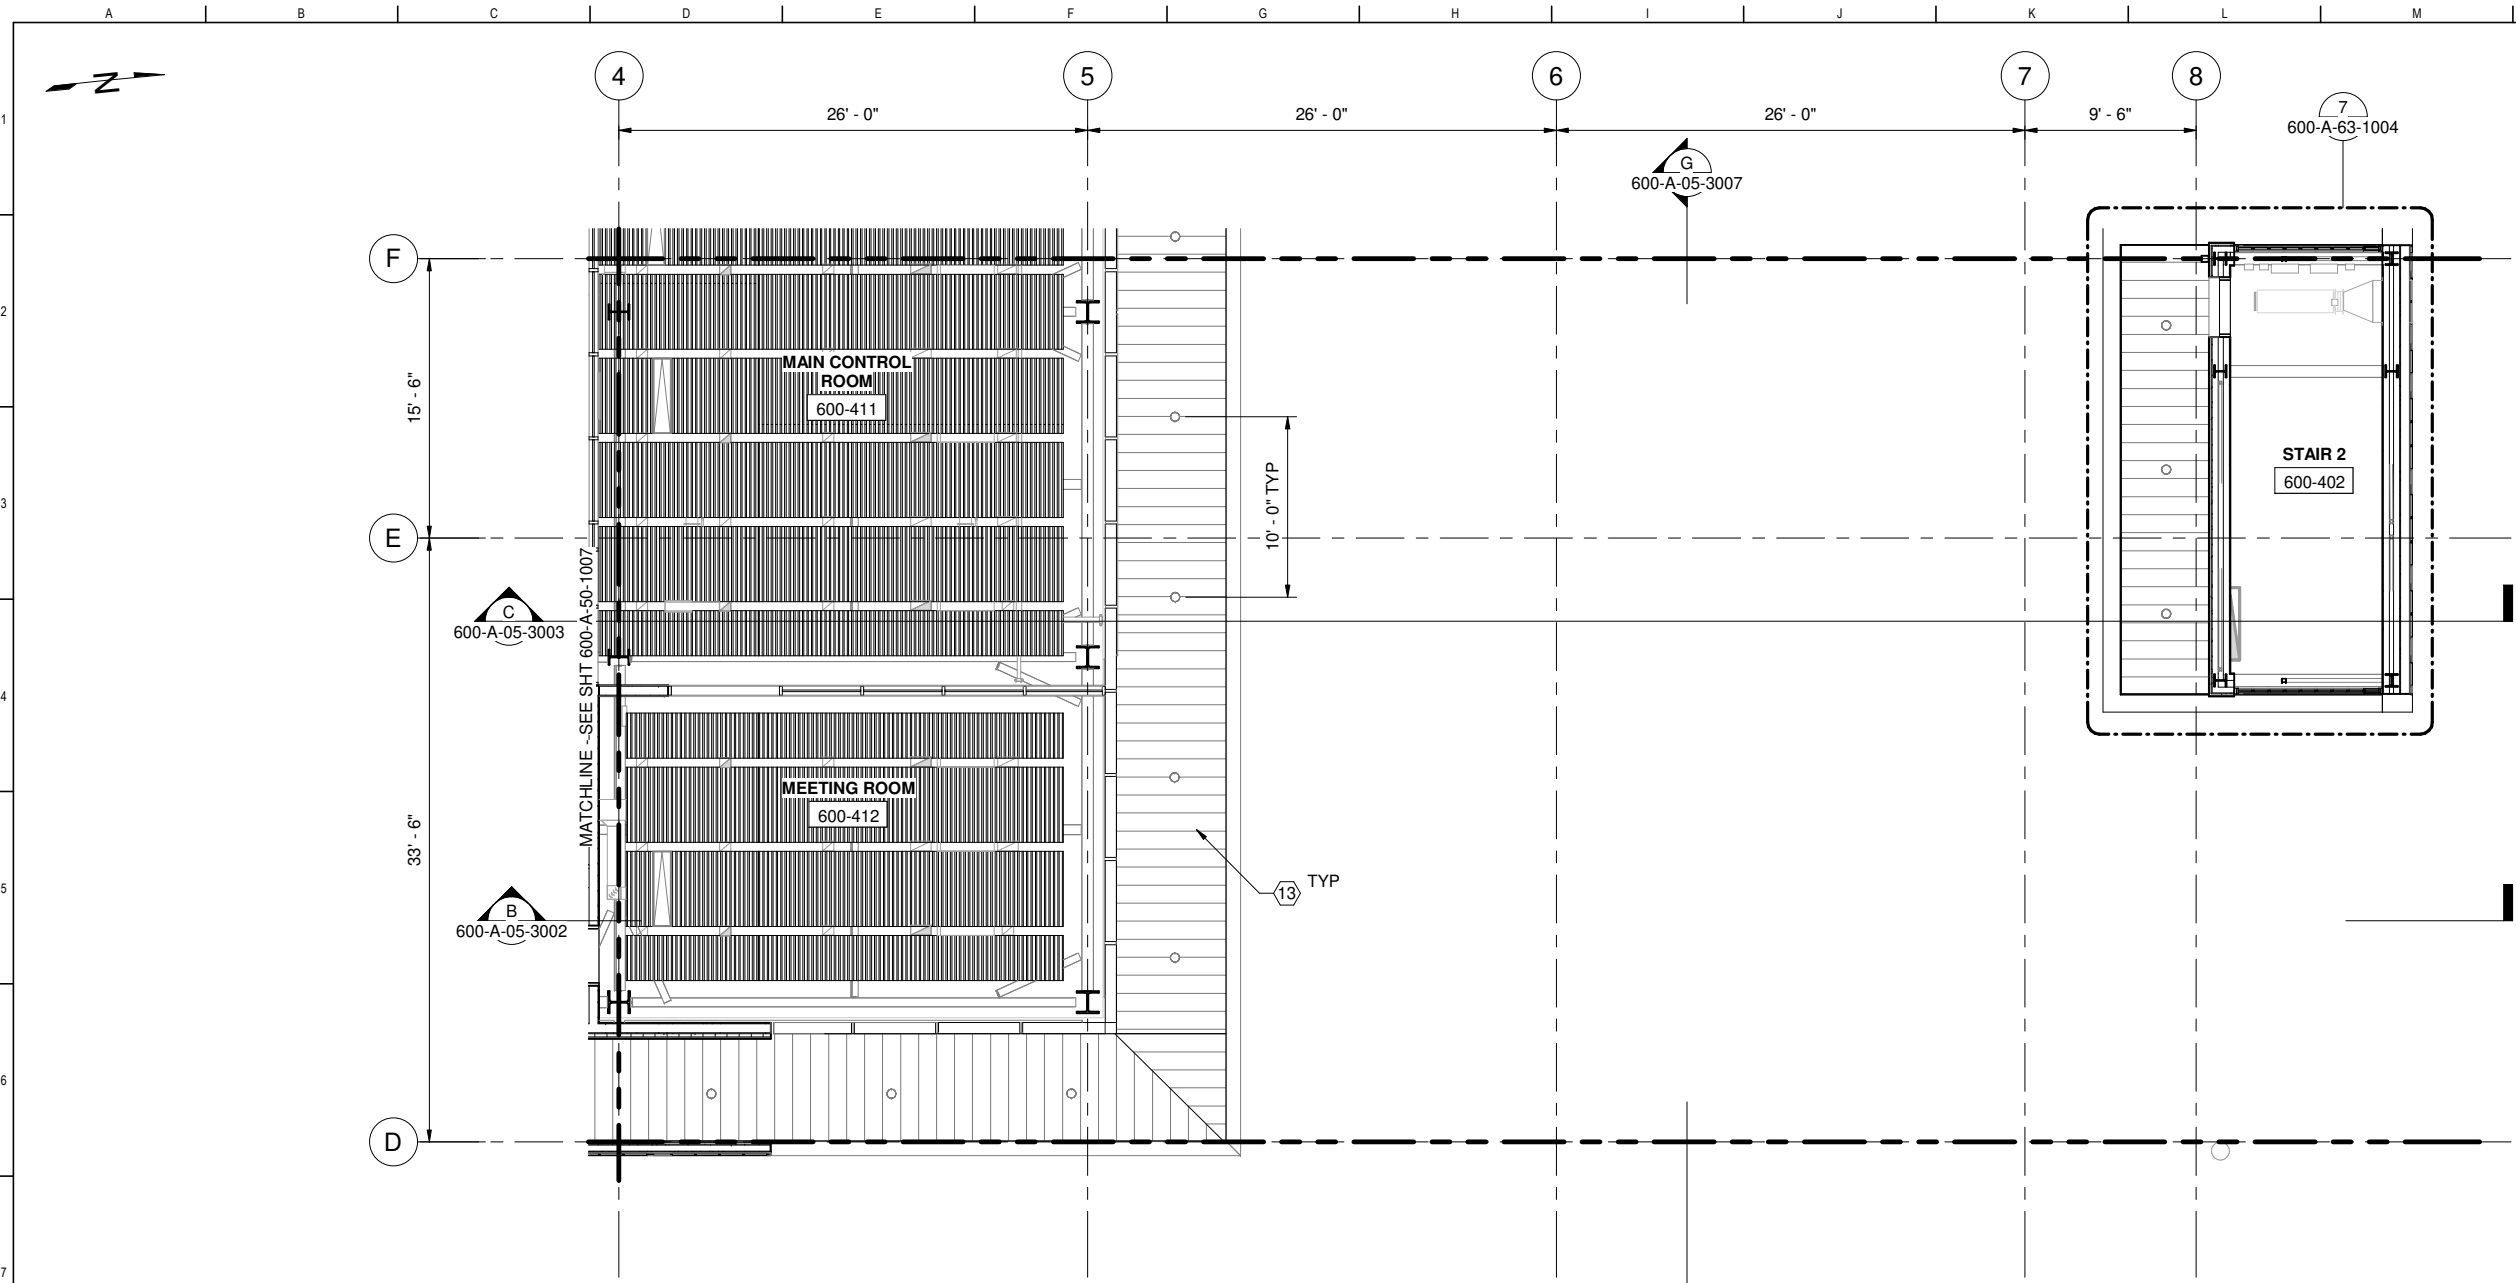 A B C D E F G H I J K L M
N
4 5 6 7 8
26' - 0" 26' - 0" 26' - 0" 9' - 6"
7
600-A-63-1004
1
G
600-A-05-3007
F
2
MAIN CONTROL
ROOM
600-411
15' - 6"
10' - 0" TYP
STAIR 2
600-402
3
E
MATCHLINE - SEE SHT 600-A-50-1007
C
600-A-05-3003
4
MEETING ROOM
600-412
33' - 6"
13 TYP
5
B
600-A-05-3002
6
D
7